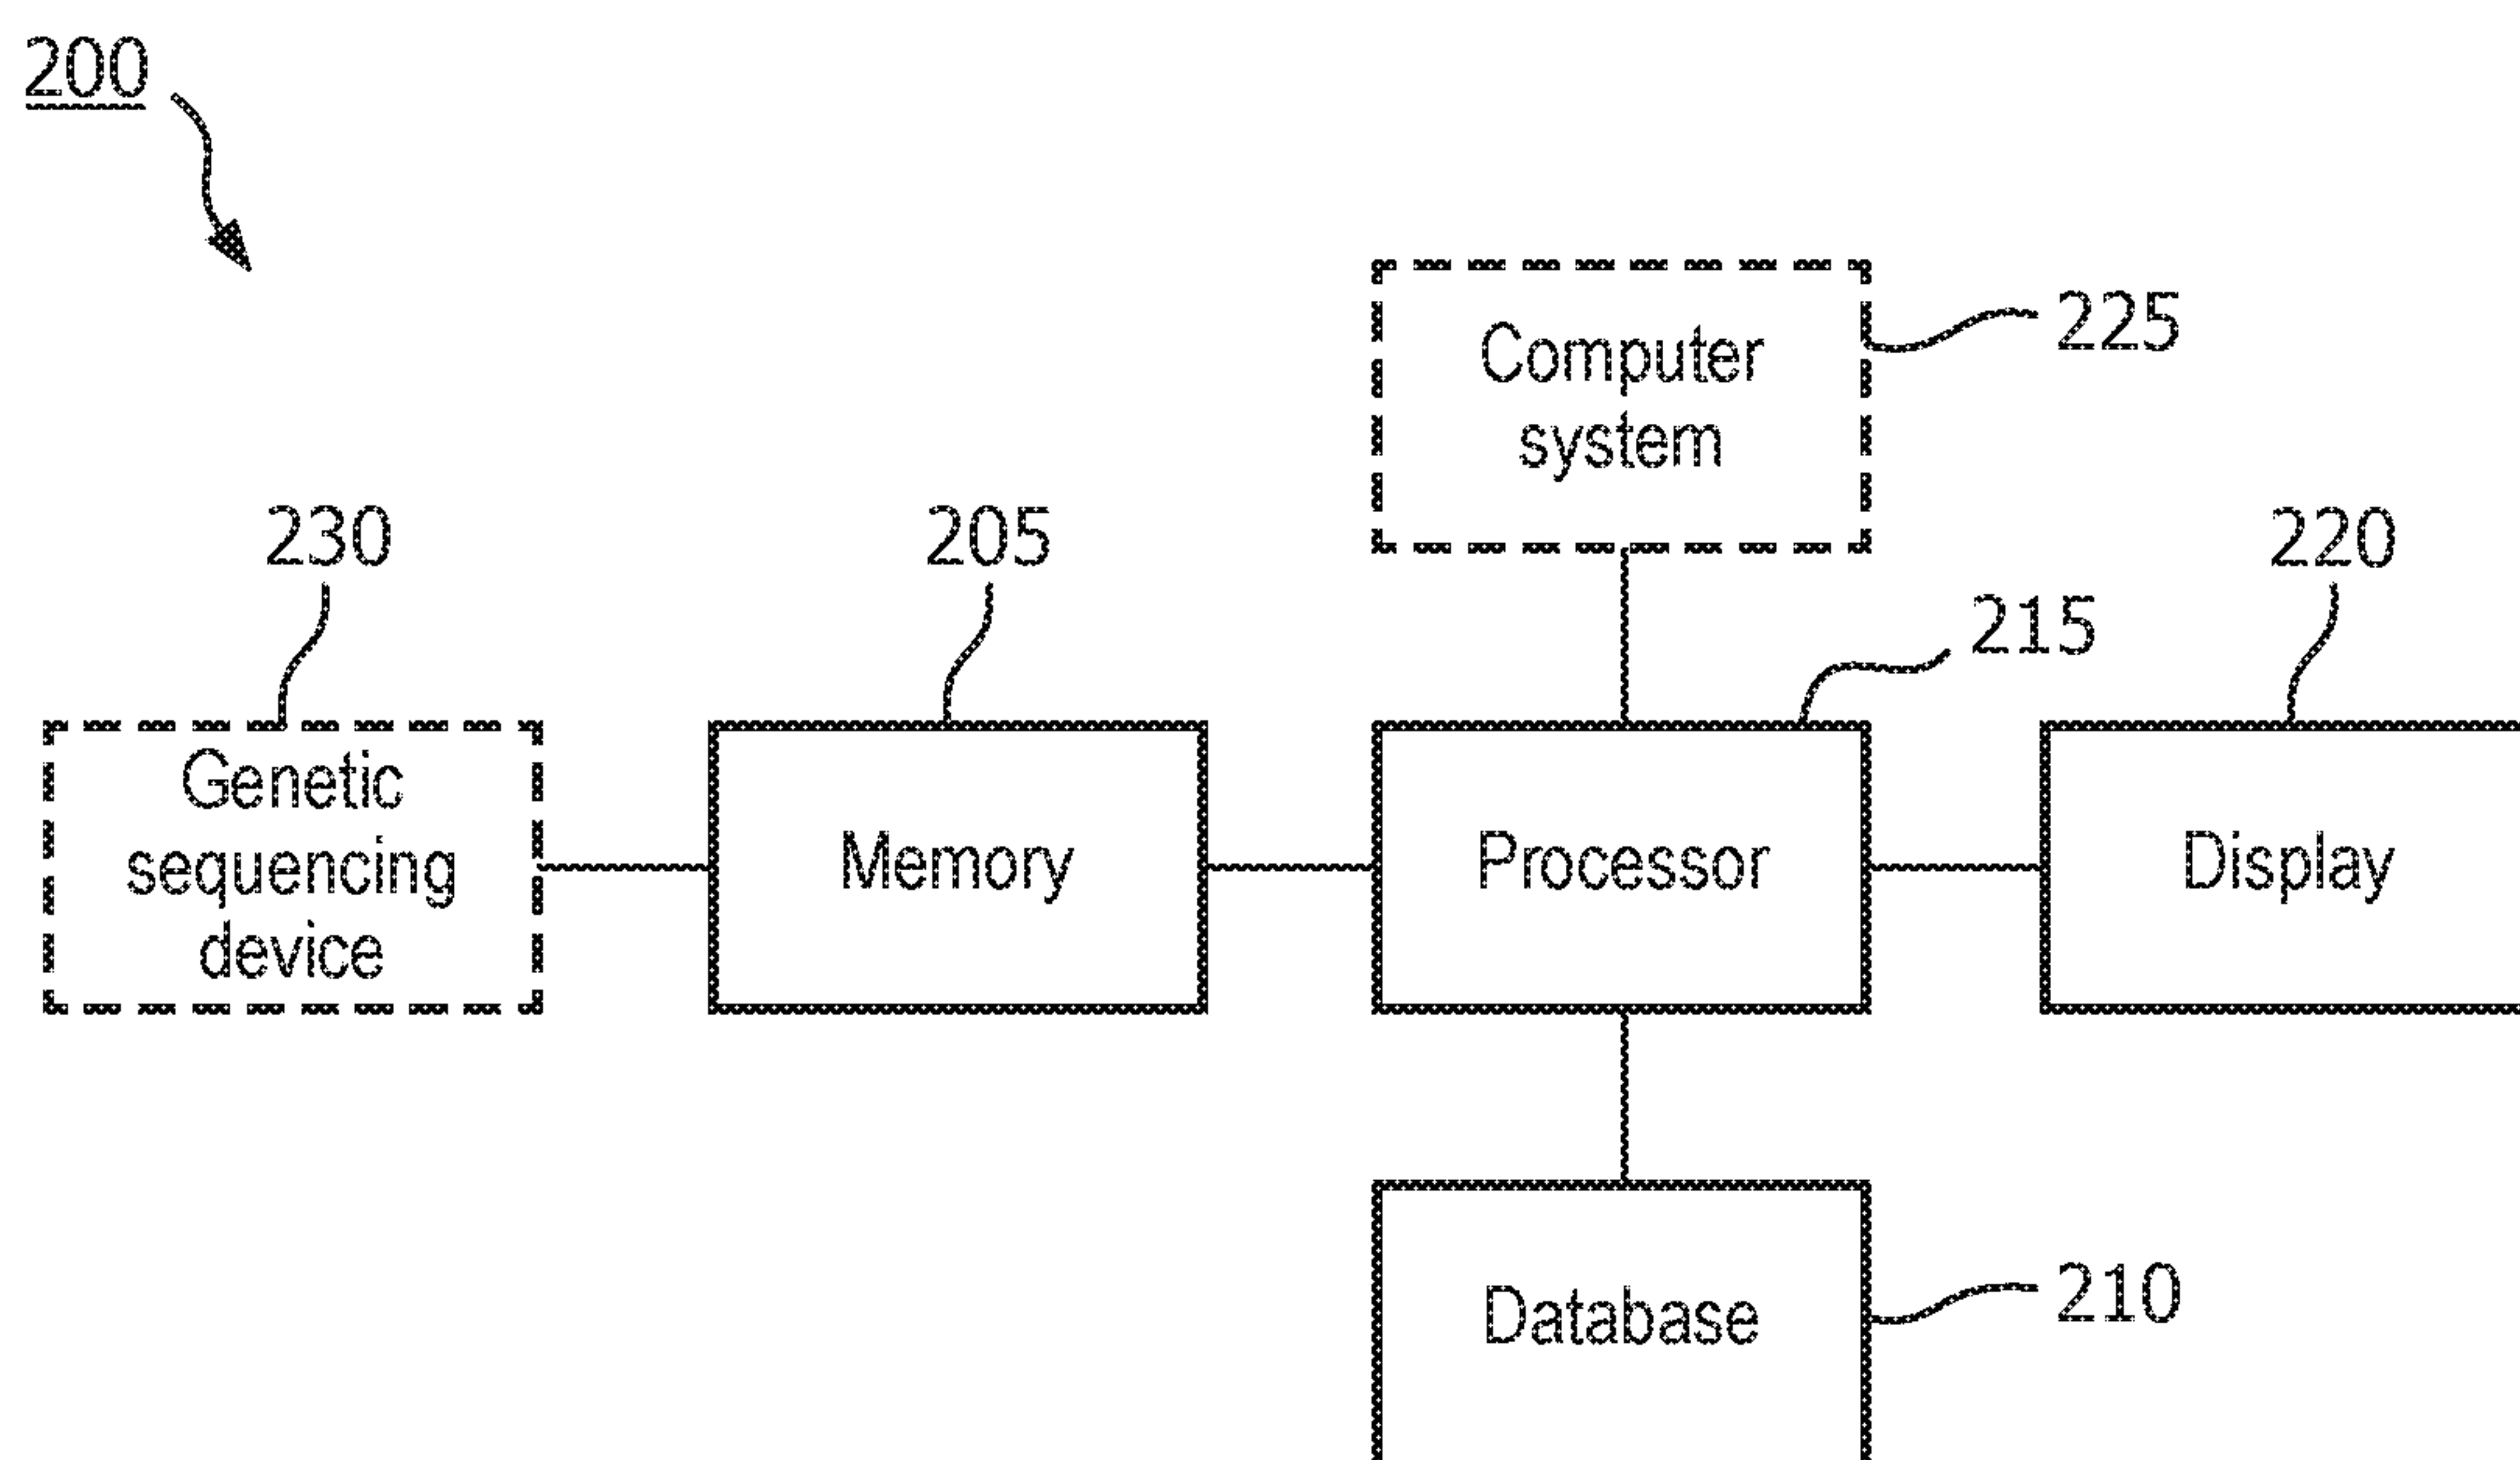 200
Computer
system
225
230
205
220
215
Genetic
sequencing
device
Memory
Processor
Display
Database
210